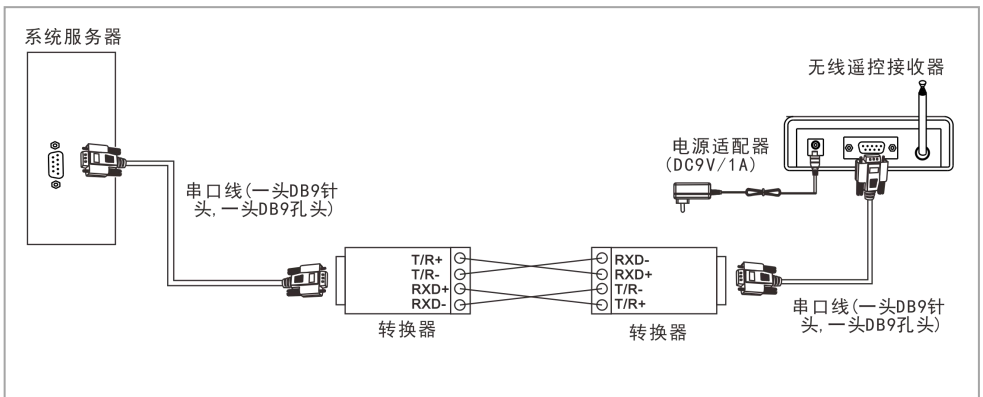 系统服务器
无线遥控接收器
电源适配器
(DC9V/1A)
串口线(一头DB9针
头,一头DB9孔头)
T/R+
T/R-
RXD+
RXD-
转换器
RXD-
RXD+
T/R-
T/R+
转换器
串口线(一头DB9针
头,一头DB9孔头)